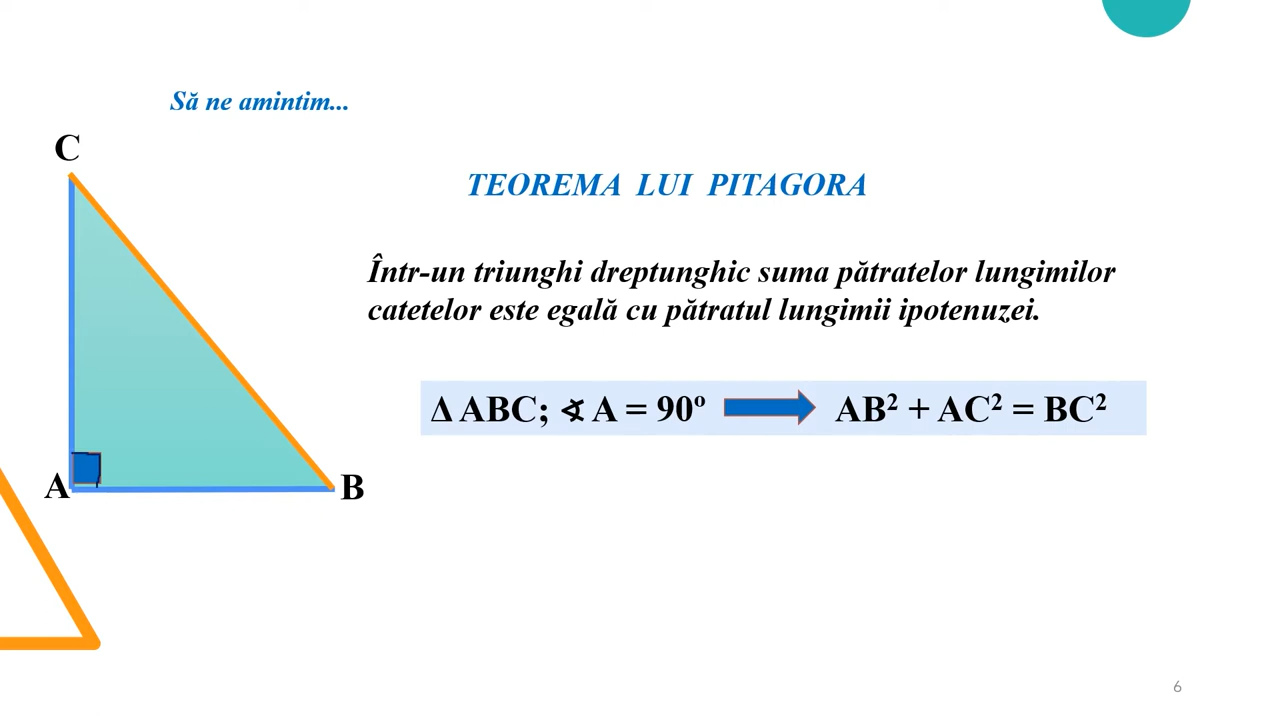 Să ne amintim...
C
TEOREMA LUI PITAGORA
Într-un triunghi dreptunghic suma pătratelor lungimilor
catetelor este egală cu pătratul lungimii ipotenuzei.
Δ ABC; ∢ A = 90º AB² + AC² = BC²
A
B
6